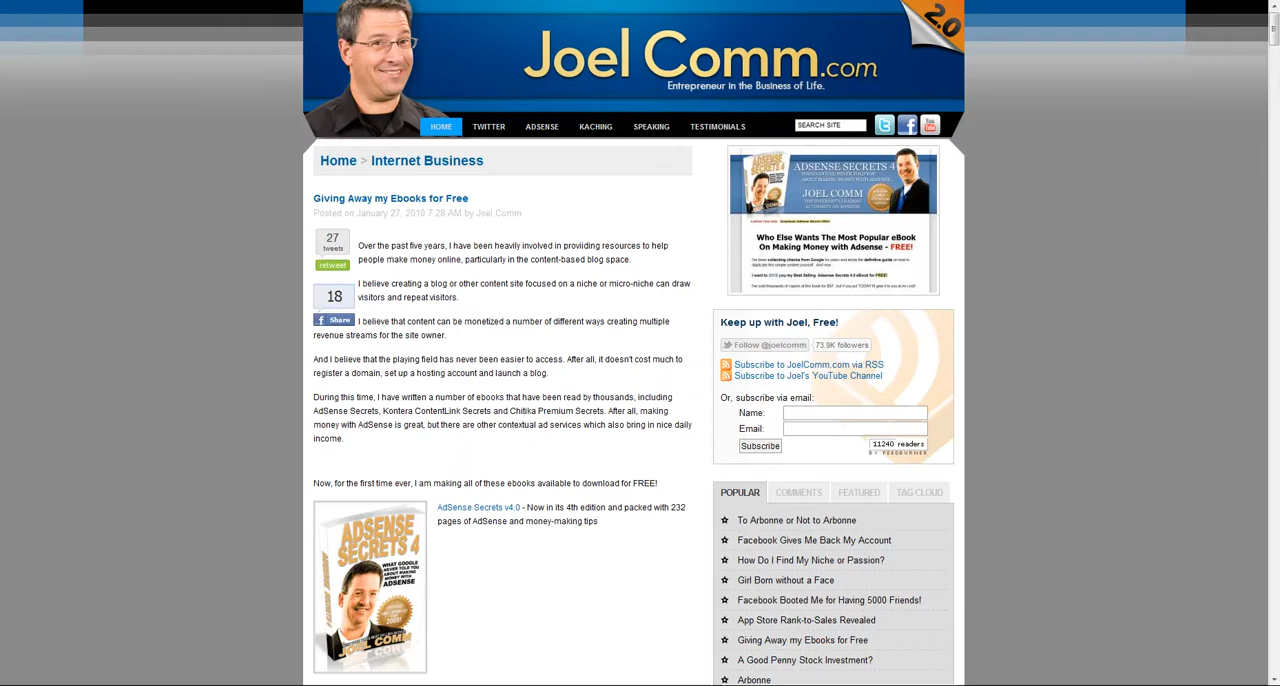 2.0
Joel Comm.com
Entrepreneur in the Business of Life.
HOME TWITTER ADSENSE KACHING SPEAKING TESTIMONIALS SEARCH SITE
Home > Internet Business
Giving Away my Ebooks for Free
Posted on January 27, 2010 7:28 AM by Joel Comm
27
tweets
retweet
Over the past five years, I have been heavily involved in proviiding resources to help
people make money online, particularly in the content-based blog space.
18
Share
I believe creating a blog or other content site focused on a niche or micro-niche can draw
visitors and repeat visitors.
I believe that content can be monetized a number of different ways creating multiple
revenue streams for the site owner.
And I believe that the playing field has never been easier to access. After all, it doesn't cost much to
register a domain, set up a hosting account and launch a blog.
During this time, I have written a number of ebooks that have been read by thousands, including
AdSense Secrets, Kontera ContentLink Secrets and Chitika Premium Secrets. After all, making
money with AdSense is great, but there are other contextual ad services which also bring in nice daily
income.
Now, for the first time ever, I am making all of these ebooks available to download for FREE!
ADSENSE
SECRETS 4
WHAT GOOGLE
NEVER TOLD YOU
ABOUT MAKING
MONEY WITH
ADSENSE
JOEL COMM
AdSense Secrets v4.0 - Now in its 4th edition and packed with 232
pages of AdSense and money-making tips
ADSENSE SECRETS 4
JOEL COMM
Who Else Wants The Most Popular eBook
On Making Money with Adsense - FREE!
Keep up with Joel, Free!
Follow @joelcomm 73.9K followers
Subscribe to JoelComm.com via RSS
Subscribe to Joel's YouTube Channel
Or, subscribe via email:
Name:
Email:
Subscribe
11240 readers
BY FEEDBURNER
POPULAR COMMENTS FEATURED TAG CLOUD
To Arbonne or Not to Arbonne
Facebook Gives Me Back My Account
How Do I Find My Niche or Passion?
Girl Born without a Face
Facebook Booted Me for Having 5000 Friends!
App Store Rank-to-Sales Revealed
Giving Away my Ebooks for Free
A Good Penny Stock Investment?
Arbonne